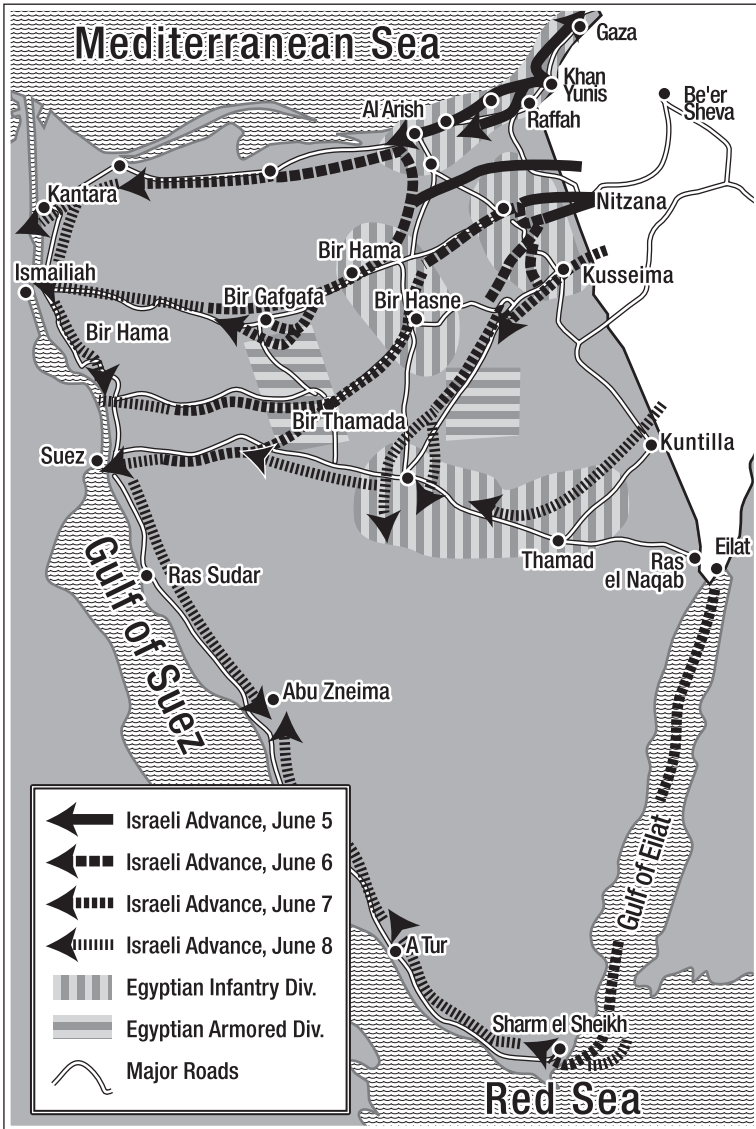 Mediterranean Sea
Gaza
Khan
Yunis
Be'er
Sheva
Al Arish
Raffah
Kantara
Nitzana
Bir Hama
Ismailiah
Kusseima
Bir Gafgafa
Bir Hasne
Bir Hama
Bir Thamada
Suez
Kuntilla
Thamad
Ras
el Naqab
Eilat
Gulf of Suez
Ras Sudar
Abu Zneima
Gulf of Eilat
A Tur
Sharm el Sheikh
Red Sea
Israeli Advance, June 5
Israeli Advance, June 6
Israeli Advance, June 7
Israeli Advance, June 8
Egyptian Infantry Div.
Egyptian Armored Div.
Major Roads